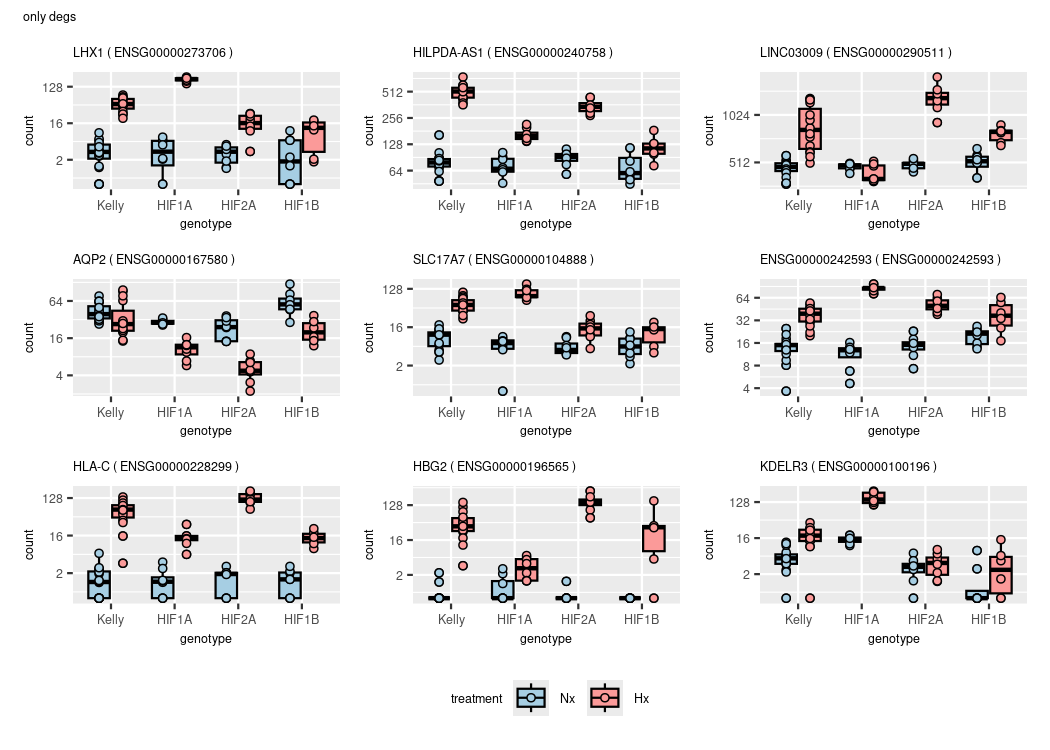 only degs
LHX1 ( ENSG00000273706 )
count
128
16
2
Kelly HIF1A HIF2A HIF1B
genotype
HILPDA-AS1 ( ENSG00000240758 )
count
512
256
128
64
Kelly HIF1A HIF2A HIF1B
genotype
LINC03009 ( ENSG00000290511 )
count
1024
512
Kelly HIF1A HIF2A HIF1B
genotype
AQP2 ( ENSG00000167580 )
count
64
16
4
Kelly HIF1A HIF2A HIF1B
genotype
SLC17A7 ( ENSG00000104888 )
count
128
16
2
Kelly HIF1A HIF2A HIF1B
genotype
ENSG00000242593 ( ENSG00000242593 )
count
64
32
16
8
4
Kelly HIF1A HIF2A HIF1B
genotype
HLA-C ( ENSG00000228299 )
count
128
16
2
Kelly HIF1A HIF2A HIF1B
genotype
HBG2 ( ENSG00000196565 )
count
128
16
2
Kelly HIF1A HIF2A HIF1B
genotype
KDELR3 ( ENSG00000100196 )
count
128
16
2
Kelly HIF1A HIF2A HIF1B
genotype
treatment Nx Hx